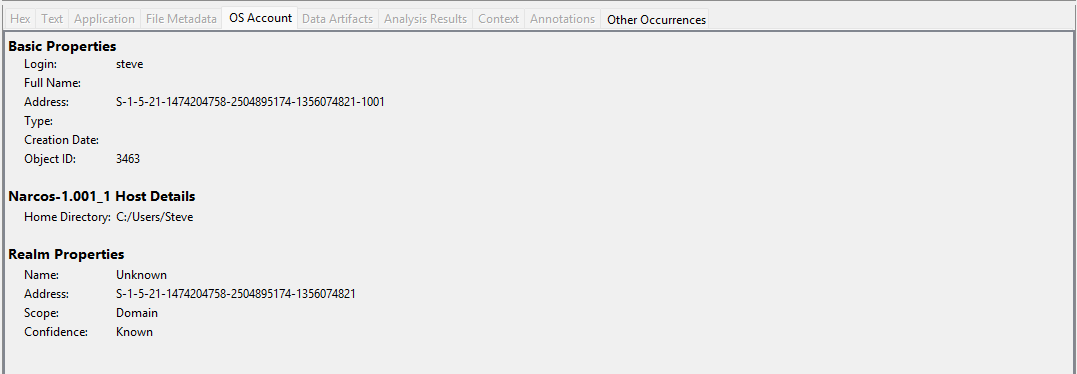 Hex Text Application File Metadata OS Account Data Artifacts Analysis Results Context Annotations Other Occurrences
Basic Properties
Login: steve
Full Name:
Address: S-1-5-21-1474204758-2504895174-1356074821-1001
Type:
Creation Date:
Object ID: 3463
Narcos-1.001_1 Host Details
Home Directory: C:/Users/Steve
Realm Properties
Name: Unknown
Address: S-1-5-21-1474204758-2504895174-1356074821
Scope: Domain
Confidence: Known